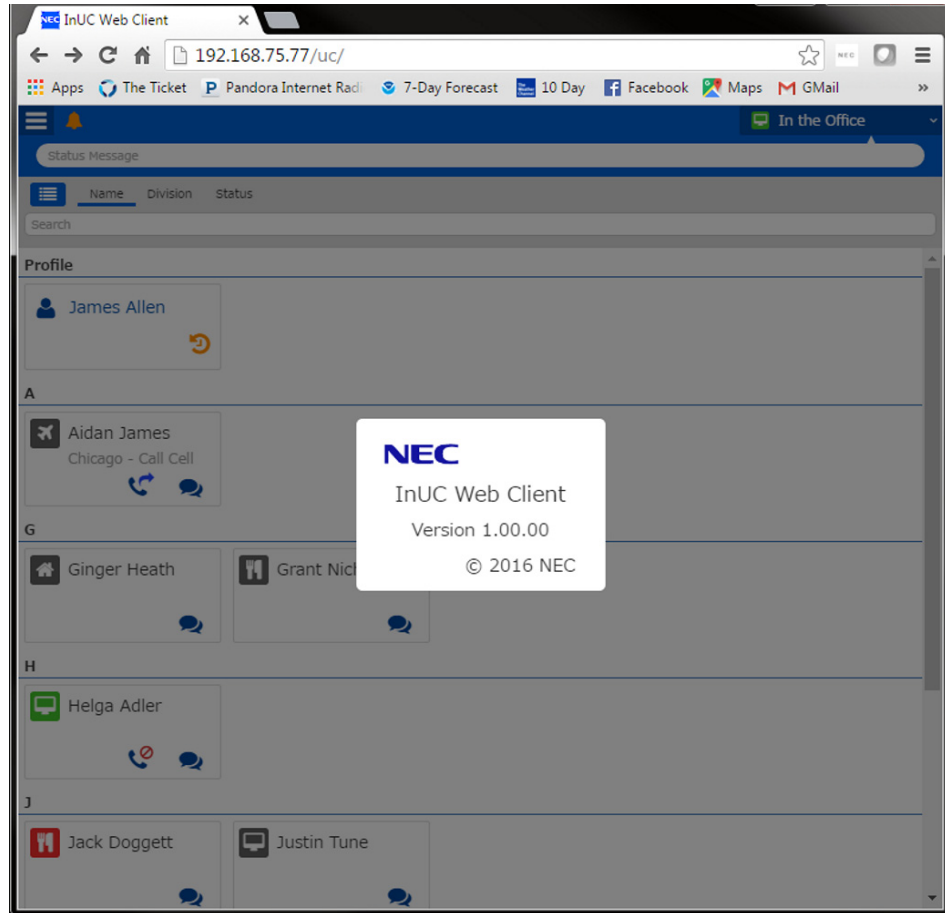 NEC InUC Web Client
192.168.75.77/uc/
NEC
Apps The Ticket P Pandora Internet Radi 7-Day Forecast 10 Day Facebook Maps GMail »
In the Office
Status Message
Name Division Status
Search
Profile
James Allen
A
Aidan James
Chicago - Call Cell
NEC
InUC Web Client
Version 1.00.00
© 2016 NEC
G
Ginger Heath Grant Nich
H
Helga Adler
J
Jack Doggett Justin Tune